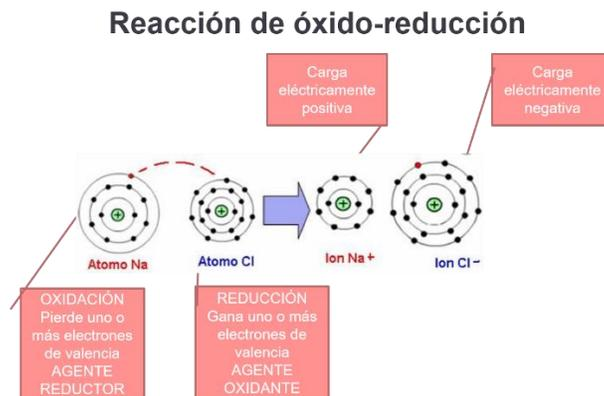 Reacción de óxido-reducción
Carga
eléctricamente
positiva
Carga
eléctricamente
negativa
Atomo Na
Atomo Cl
Ion Na +
Ion Cl –
OXIDACIÓN
Pierde uno o
más electrones
de valencia
AGENTE
REDUCTOR
REDUCCIÓN
Gana uno o más
electrones de
valencia
AGENTE
OXIDANTE